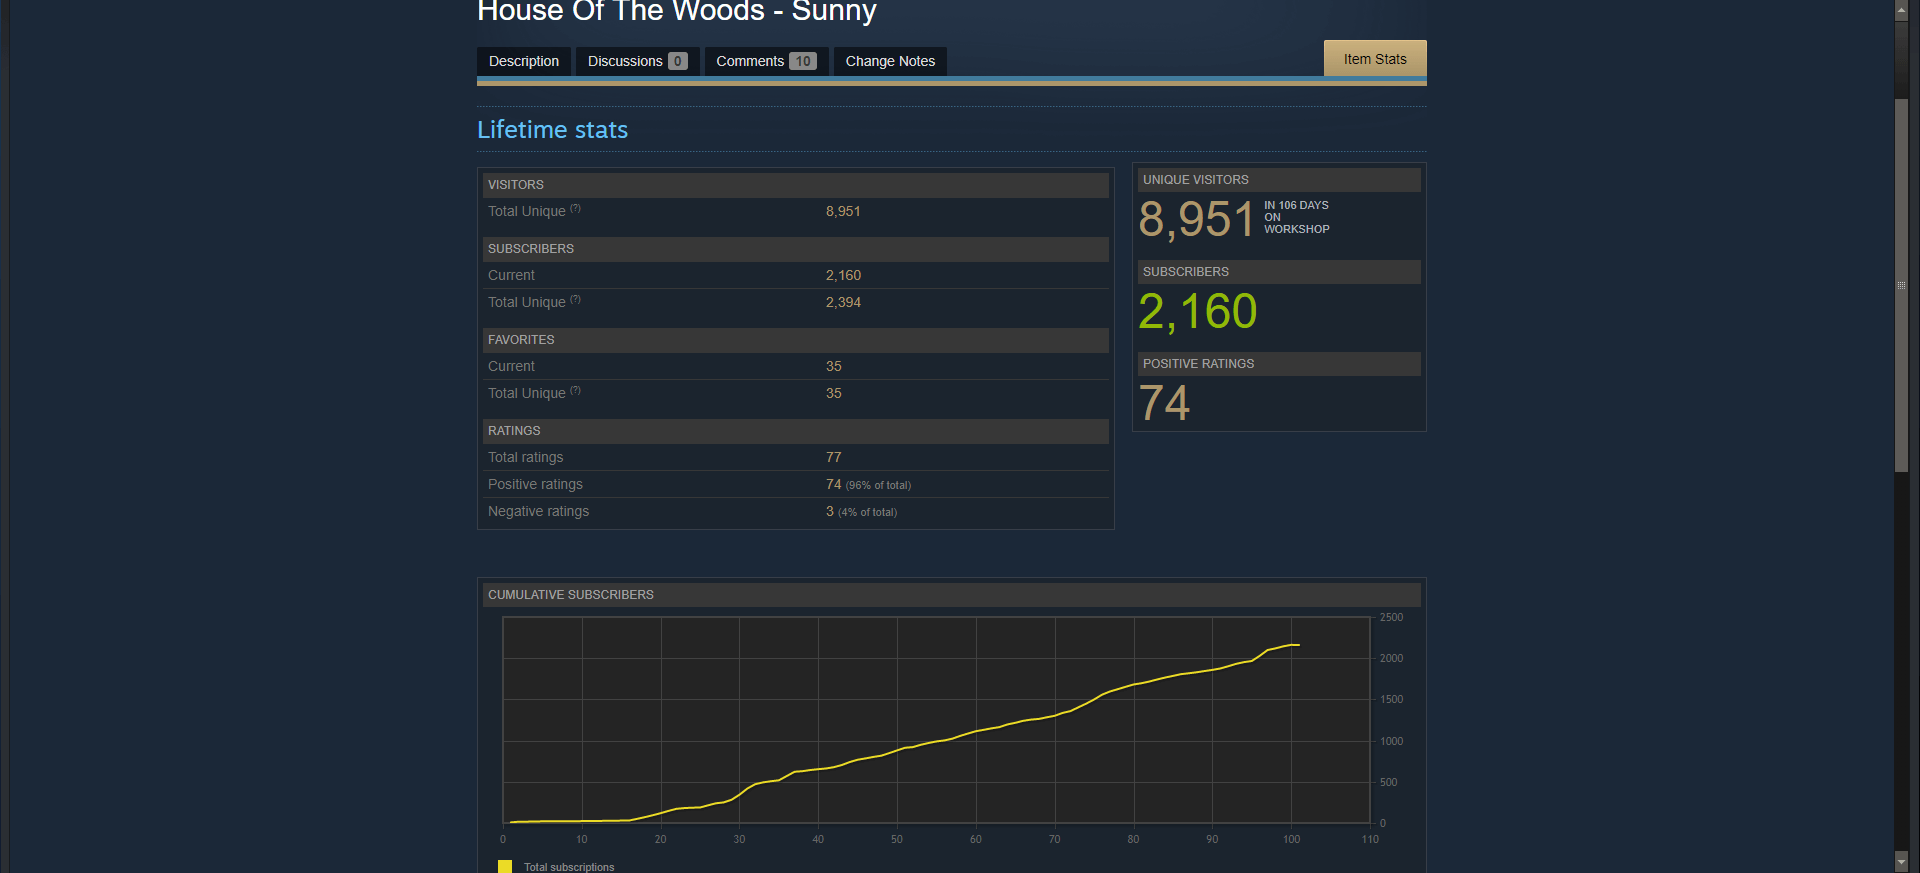 House Of The Woods - Sunny
Description Discussions 0 Comments 10 Change Notes Item Stats
Lifetime stats
VISITORS
Total Unique (?) 8,951
SUBSCRIBERS
Current 2,160
Total Unique (?) 2,394
FAVORITES
Current 35
Total Unique (?) 35
RATINGS
Total ratings 77
Positive ratings 74 (96% of total)
Negative ratings 3 (4% of total)
UNIQUE VISITORS
8,951 IN 106 DAYS
ON
WORKSHOP
SUBSCRIBERS
2,160
POSITIVE RATINGS
74
CUMULATIVE SUBSCRIBERS
2500
2000
1500
1000
500
0
0 10 20 30 40 50 60 70 80 90 100 110
Total subscriptions